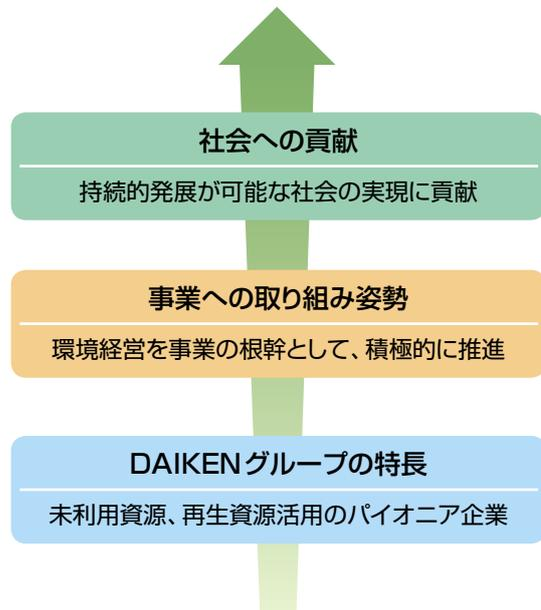 社会への貢献
持続的発展が可能な社会の実現に貢献
事業への取り組み姿勢
環境経営を事業の根幹として、積極的に推進
DAIKENグループの特長
未利用資源、再生資源活用のパイオニア企業